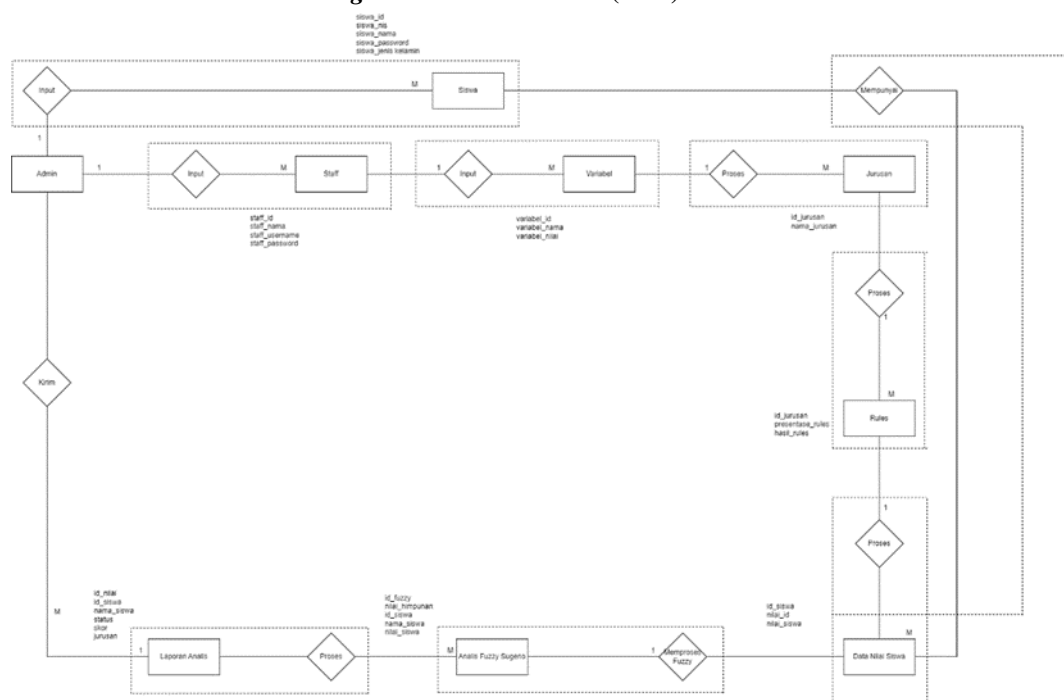 siswa_id
siswa_nis
siswa_nama
siswa_password
siswa_jenis kelamin
Input
M
Siswa
Mempunyai
1
Admin
1
Input
M
Staff
1
Input
M
Variabel
1
Proses
M
Jurusan
staff_id
staff_nama
staff_username
staff_password
variabel_id
variabel_nama
variabel_nilai
id_jurusan
nama_jurusan
Proses
1
Kirim
M
Rules
id_jurusan
presentase_rules
hasil_rules
1
Proses
M
id_nilai
id_siswa
nama_siswa
status
skor
jurusan
id_fuzzy
nilai_himpunan
id_siswa
nama_siswa
nilai_siswa
id_siswa
nilai_id
nilai_siswa
1
Laporan Analis
Proses
M
Analis Fuzzy Sugeno
1
Memproses
Fuzzy
M
Data Nilai Siswa